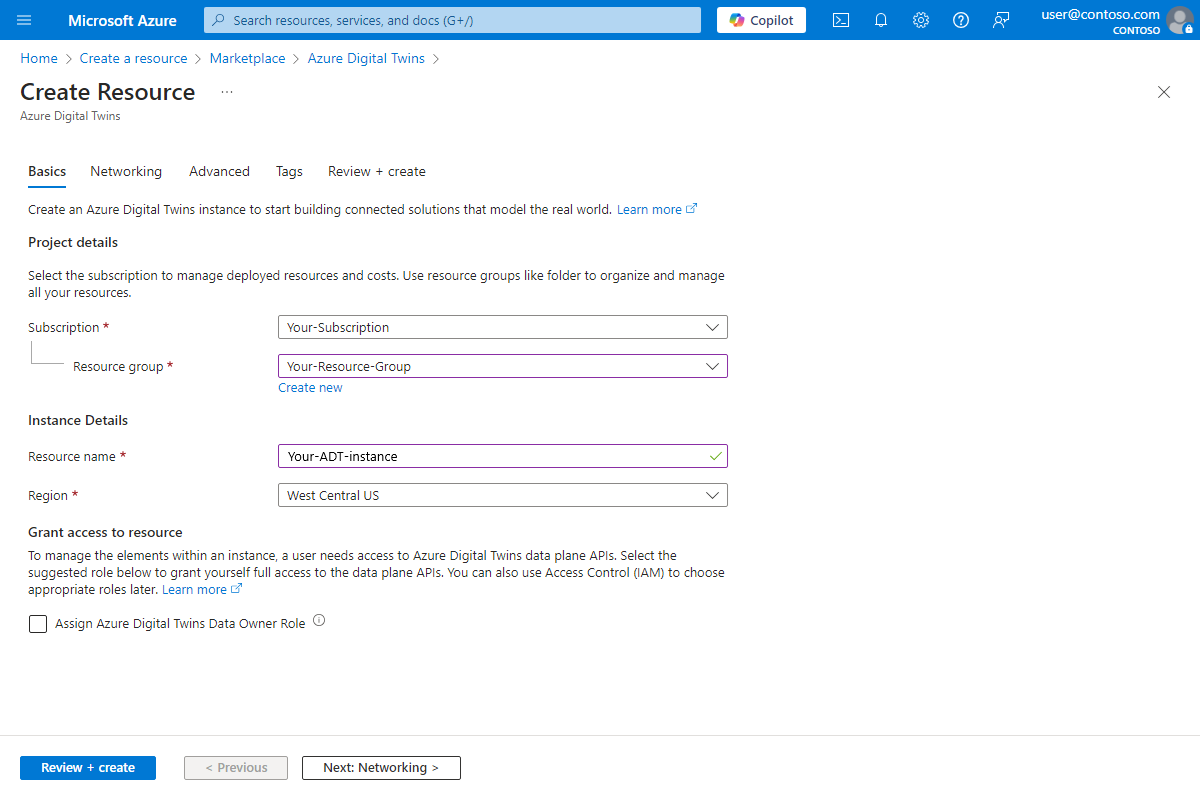 Microsoft Azure
Search resources, services, and docs (G+/)
Copilot
user@contoso.com
CONTOSO
Home > Create a resource > Marketplace > Azure Digital Twins >
Create Resource ...
Azure Digital Twins
Basics Networking Advanced Tags Review + create
Create an Azure Digital Twins instance to start building connected solutions that model the real world. Learn more
Project details
Select the subscription to manage deployed resources and costs. Use resource groups like folder to organize and manage
all your resources.
Subscription *
Your-Subscription
Resource group *
Your-Resource-Group
Create new
Instance Details
Resource name *
Your-ADT-instance
Region *
West Central US
Grant access to resource
To manage the elements within an instance, a user needs access to Azure Digital Twins data plane APIs. Select the
suggested role below to grant yourself full access to the data plane APIs. You can also use Access Control (IAM) to choose
appropriate roles later. Learn more
Assign Azure Digital Twins Data Owner Role
Review + create
< Previous
Next: Networking >